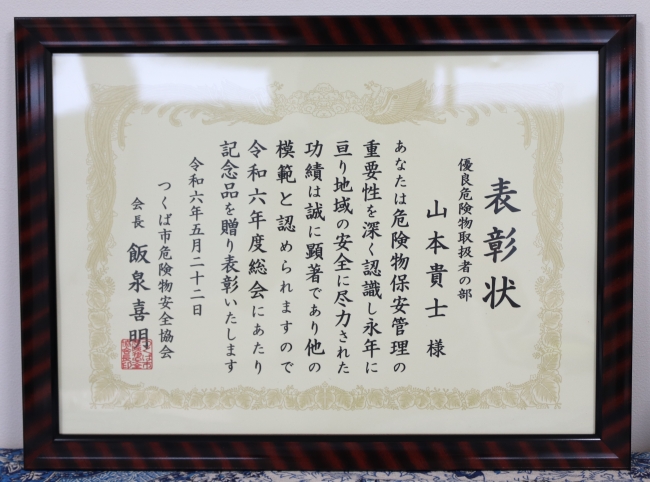 表彰状
優良危険物取扱者の部
山本貴士 様
あなたは危険物保安管理の
重要性を深く認識し永年に
亘り地域の安全に尽力された
功績は誠に顕著であり他の
模範と認められますので
令和六年度総会にあたり
記念品を贈り表彰いたします
令和六年五月二十二日
つくば市危険物安全協会
会長 飯泉喜明